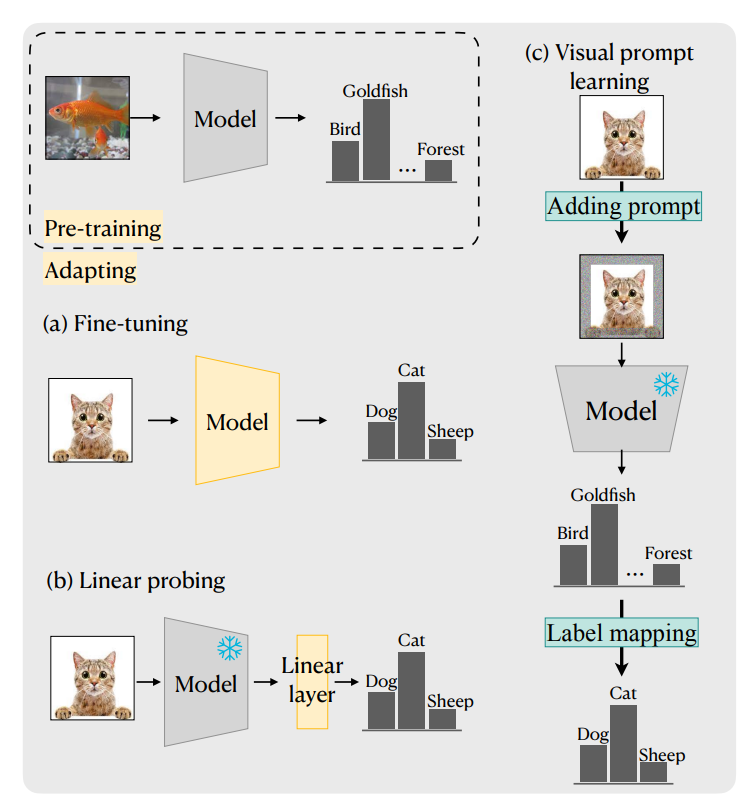 Model
Goldfish
Bird
...
Forest
Pre-training
Adapting
(a) Fine-tuning
Model
Cat
Dog
Sheep
(b) Linear probing
Model
Linear
layer
Cat
Dog
Sheep
(c) Visual prompt
learning
Adding prompt
Model
Goldfish
Bird
...
Forest
Label mapping
Cat
Dog
Sheep